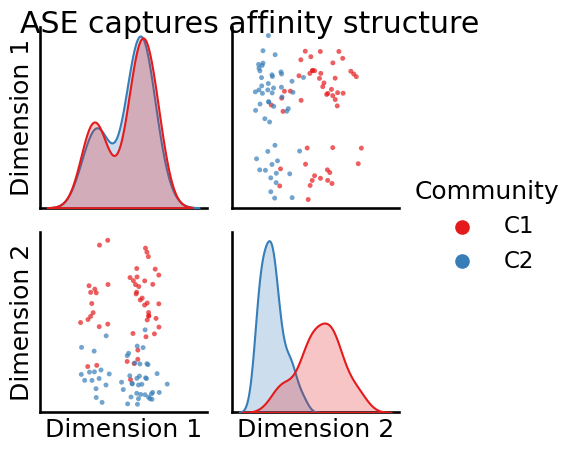 ASE captures affinity structure
Dimension 1
Community
C1
C2
Dimension 2
Dimension 1
Dimension 2